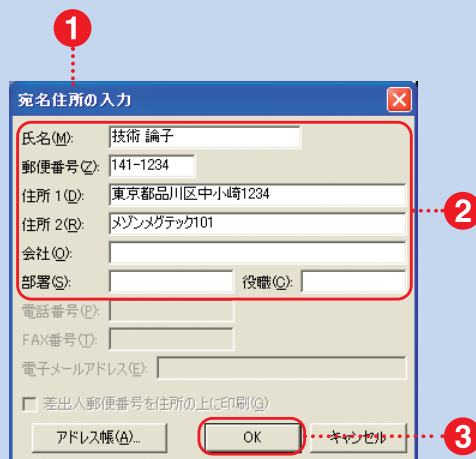 1
宛名住所の入力
氏名(M): 技術 論子
郵便番号(Z): 141-1234
住所 1(D): 東京都品川区中小崎1234
住所 2(R): メゾンメグテック101
2
会社(O):
部署(S): 役職(C):
電話番号(P):
FAX番号(T):
電子メールアドレス(E):
差出人郵便番号を住所の上に印刷(G)
アドレス帳(A)... OK キャンセル
3